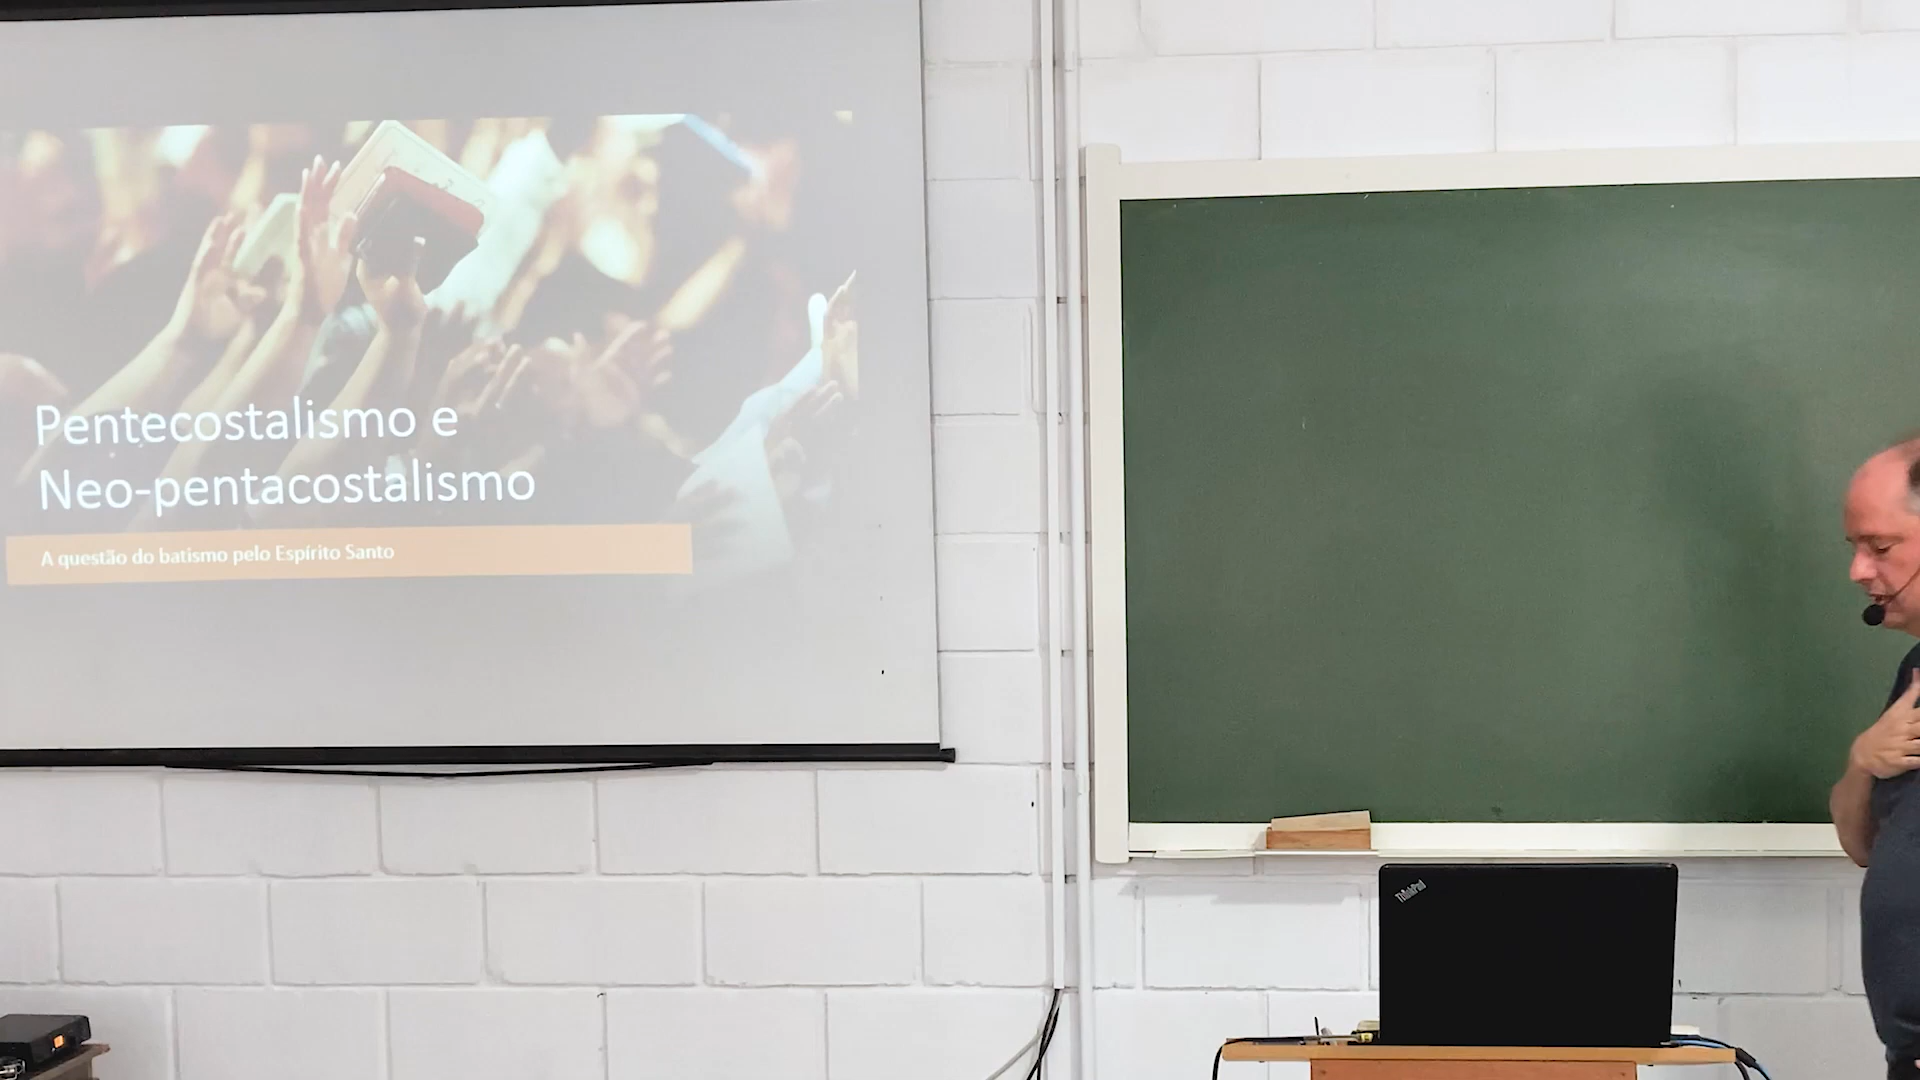 Pentecostalismo e
Neo-pentacostalismo
A questão do batismo pelo Espírito Santo
ThinkPad